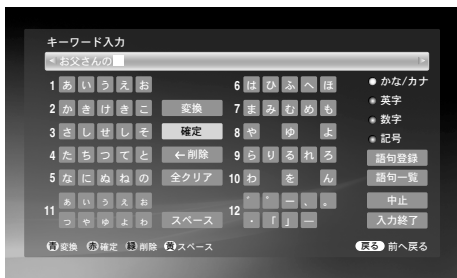 キーワード入力
お父さんの
1 あ い う え お 6 は ひ ふ へ ほ かな/カナ
2 か き け き こ 変換 7 ま み む め も 英字
3 さ し せ し そ 確定 8 や ゆ よ 数字
記号
4 た ち つ て と ←削除 9 ら り る れ ろ 語句登録
5 な に ぬ ね の 全クリア 10 わ を ん 語句一覧
11 ぁ ぃ ぅ ぇ ぉ 12 ゛ ゜ ー 、 。 中止
っ ゃ ゅ ょ ゎ スペース ・ 「 」 ― 入力終了
青 変換 赤 確定 緑 削除 黄 スペース 戻る 前へ戻る